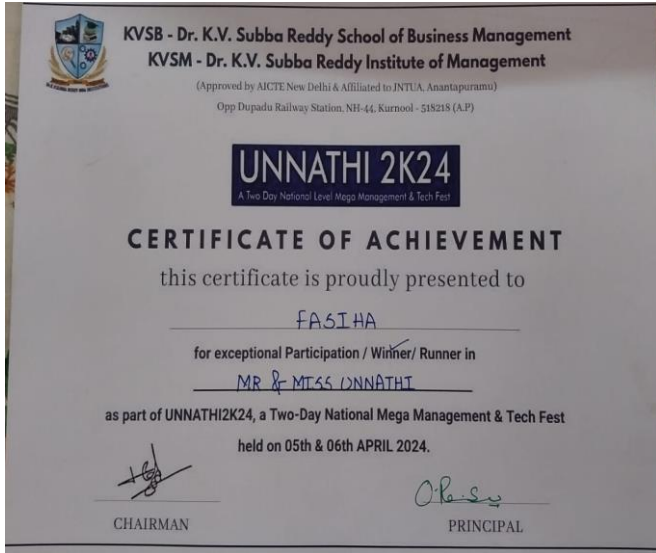 KVSB - Dr. K.V. Subba Reddy School of Business Management
KVSM - Dr. K.V. Subba Reddy Institute of Management
(Approved by AICTE New Delhi & Affiliated to JNTUA, Anantapuramu)
Opp Dupadu Railway Station, NH-44, Kurnool - 518218 (A.P)
UNNATHI 2K24
A Two Day National Level Mega Management & Tech Fest
CERTIFICATE OF ACHIEVEMENT
this certificate is proudly presented to
FASIHA
for exceptional Participation / Winner/ Runner in
MR & MISS UNNATHI
as part of UNNATHI2K24, a Two-Day National Mega Management & Tech Fest
held on 05th & 06th APRIL 2024.
CHAIRMAN
PRINCIPAL